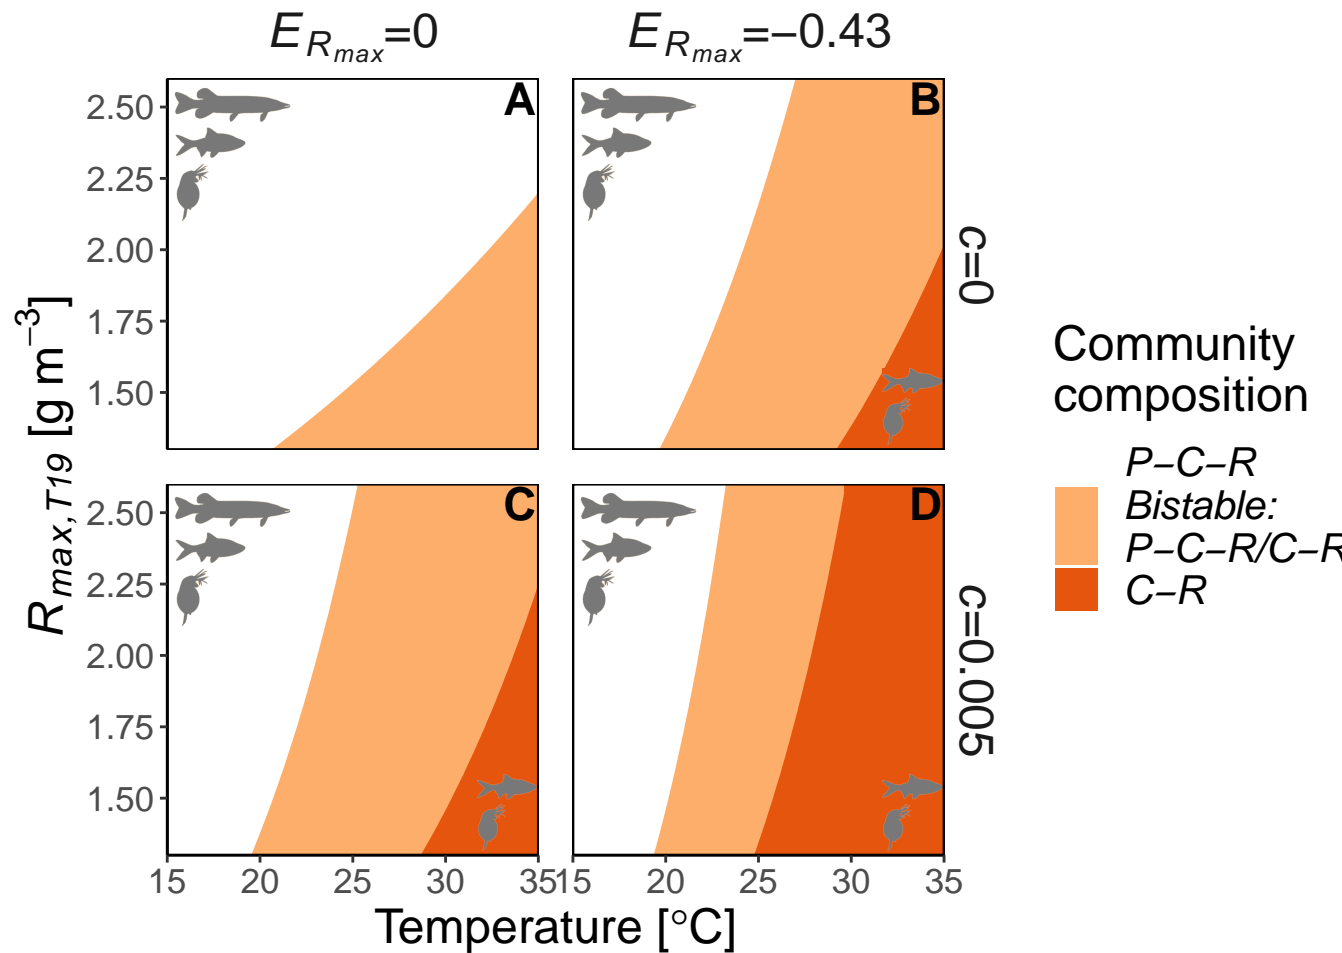 E_Rmax=0 E_Rmax=−0.43
A B
2.50
2.25
2.00
1.75
1.50
c=0
C D
2.50
2.25
2.00
1.75
1.50
c=0.005
R_max,T19 [g m⁻³]
15 20 25 30 35 15 20 25 30 35
Temperature [°C]
Community
composition
P−C−R
Bistable:
P−C−R/C−R
C−R